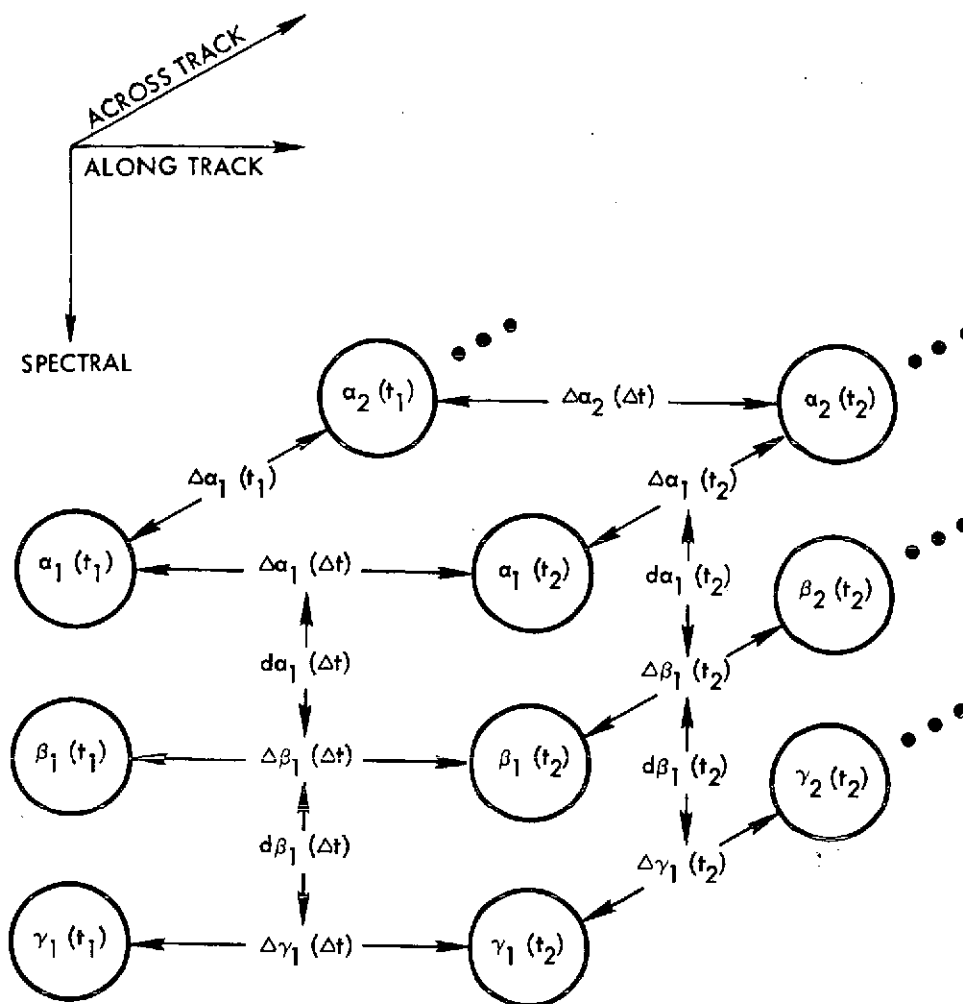 ACROSS TRACK
ALONG TRACK
SPECTRAL
α₂ (t₁)
Δα₂ (Δt)
α₂ (t₂)
Δα₁ (t₁)
Δα₁ (t₂)
α₁ (t₁)
Δα₁ (Δt)
α₁ (t₂)
dα₁ (t₂)
β₂ (t₂)
dα₁ (Δt)
Δβ₁ (t₂)
β₁ (t₁)
Δβ₁ (Δt)
β₁ (t₂)
dβ₁ (t₂)
γ₂ (t₂)
dβ₁ (Δt)
Δγ₁ (t₂)
γ₁ (t₁)
Δγ₁ (Δt)
γ₁ (t₂)